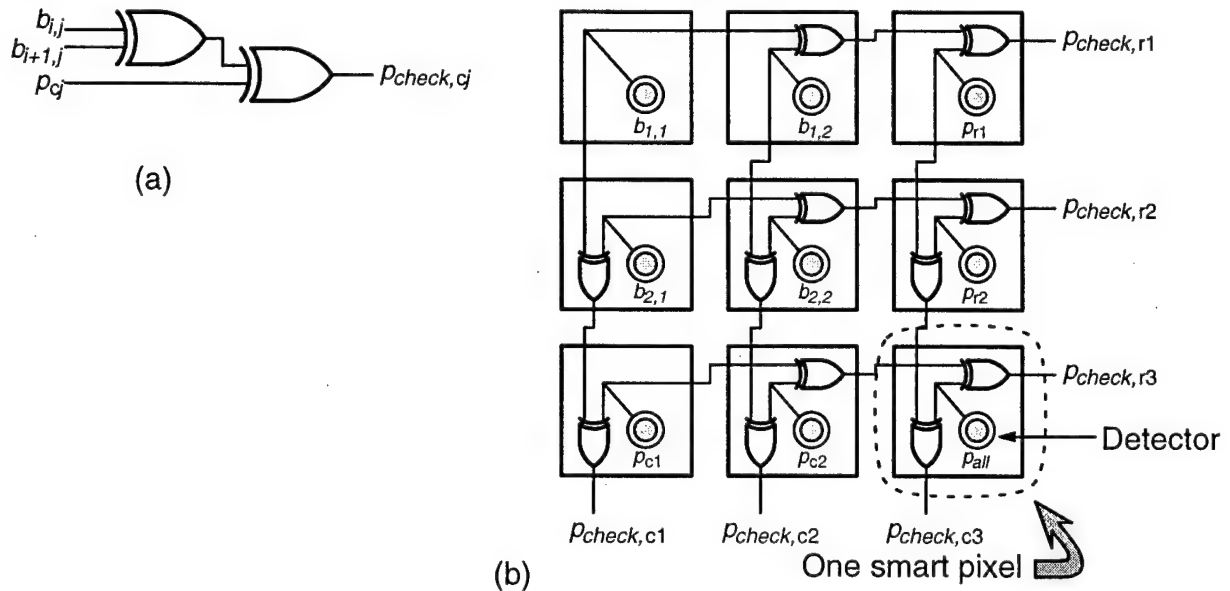 b_{i,j}
b_{i+1,j}
p_{cj}
p_{check,cj}
(a)
b_{1,1}
b_{1,2}
p_{r1}
p_{check,r1}
b_{2,1}
b_{2,2}
p_{r2}
p_{check,r2}
p_{c1}
p_{c2}
p_{all}
p_{check,r3}
Detector
p_{check,c1}
p_{check,c2}
p_{check,c3}
One smart pixel
(b)